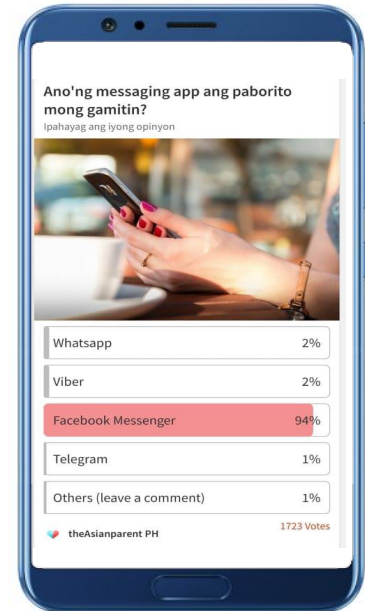 Ano'ng messaging app ang paborito
mong gamitin?
Ipahayag ang iyong opinyon
Whatsapp 2%
Viber 2%
Facebook Messenger 94%
Telegram 1%
Others (leave a comment) 1%
1723 Votes
theAsianparent PH